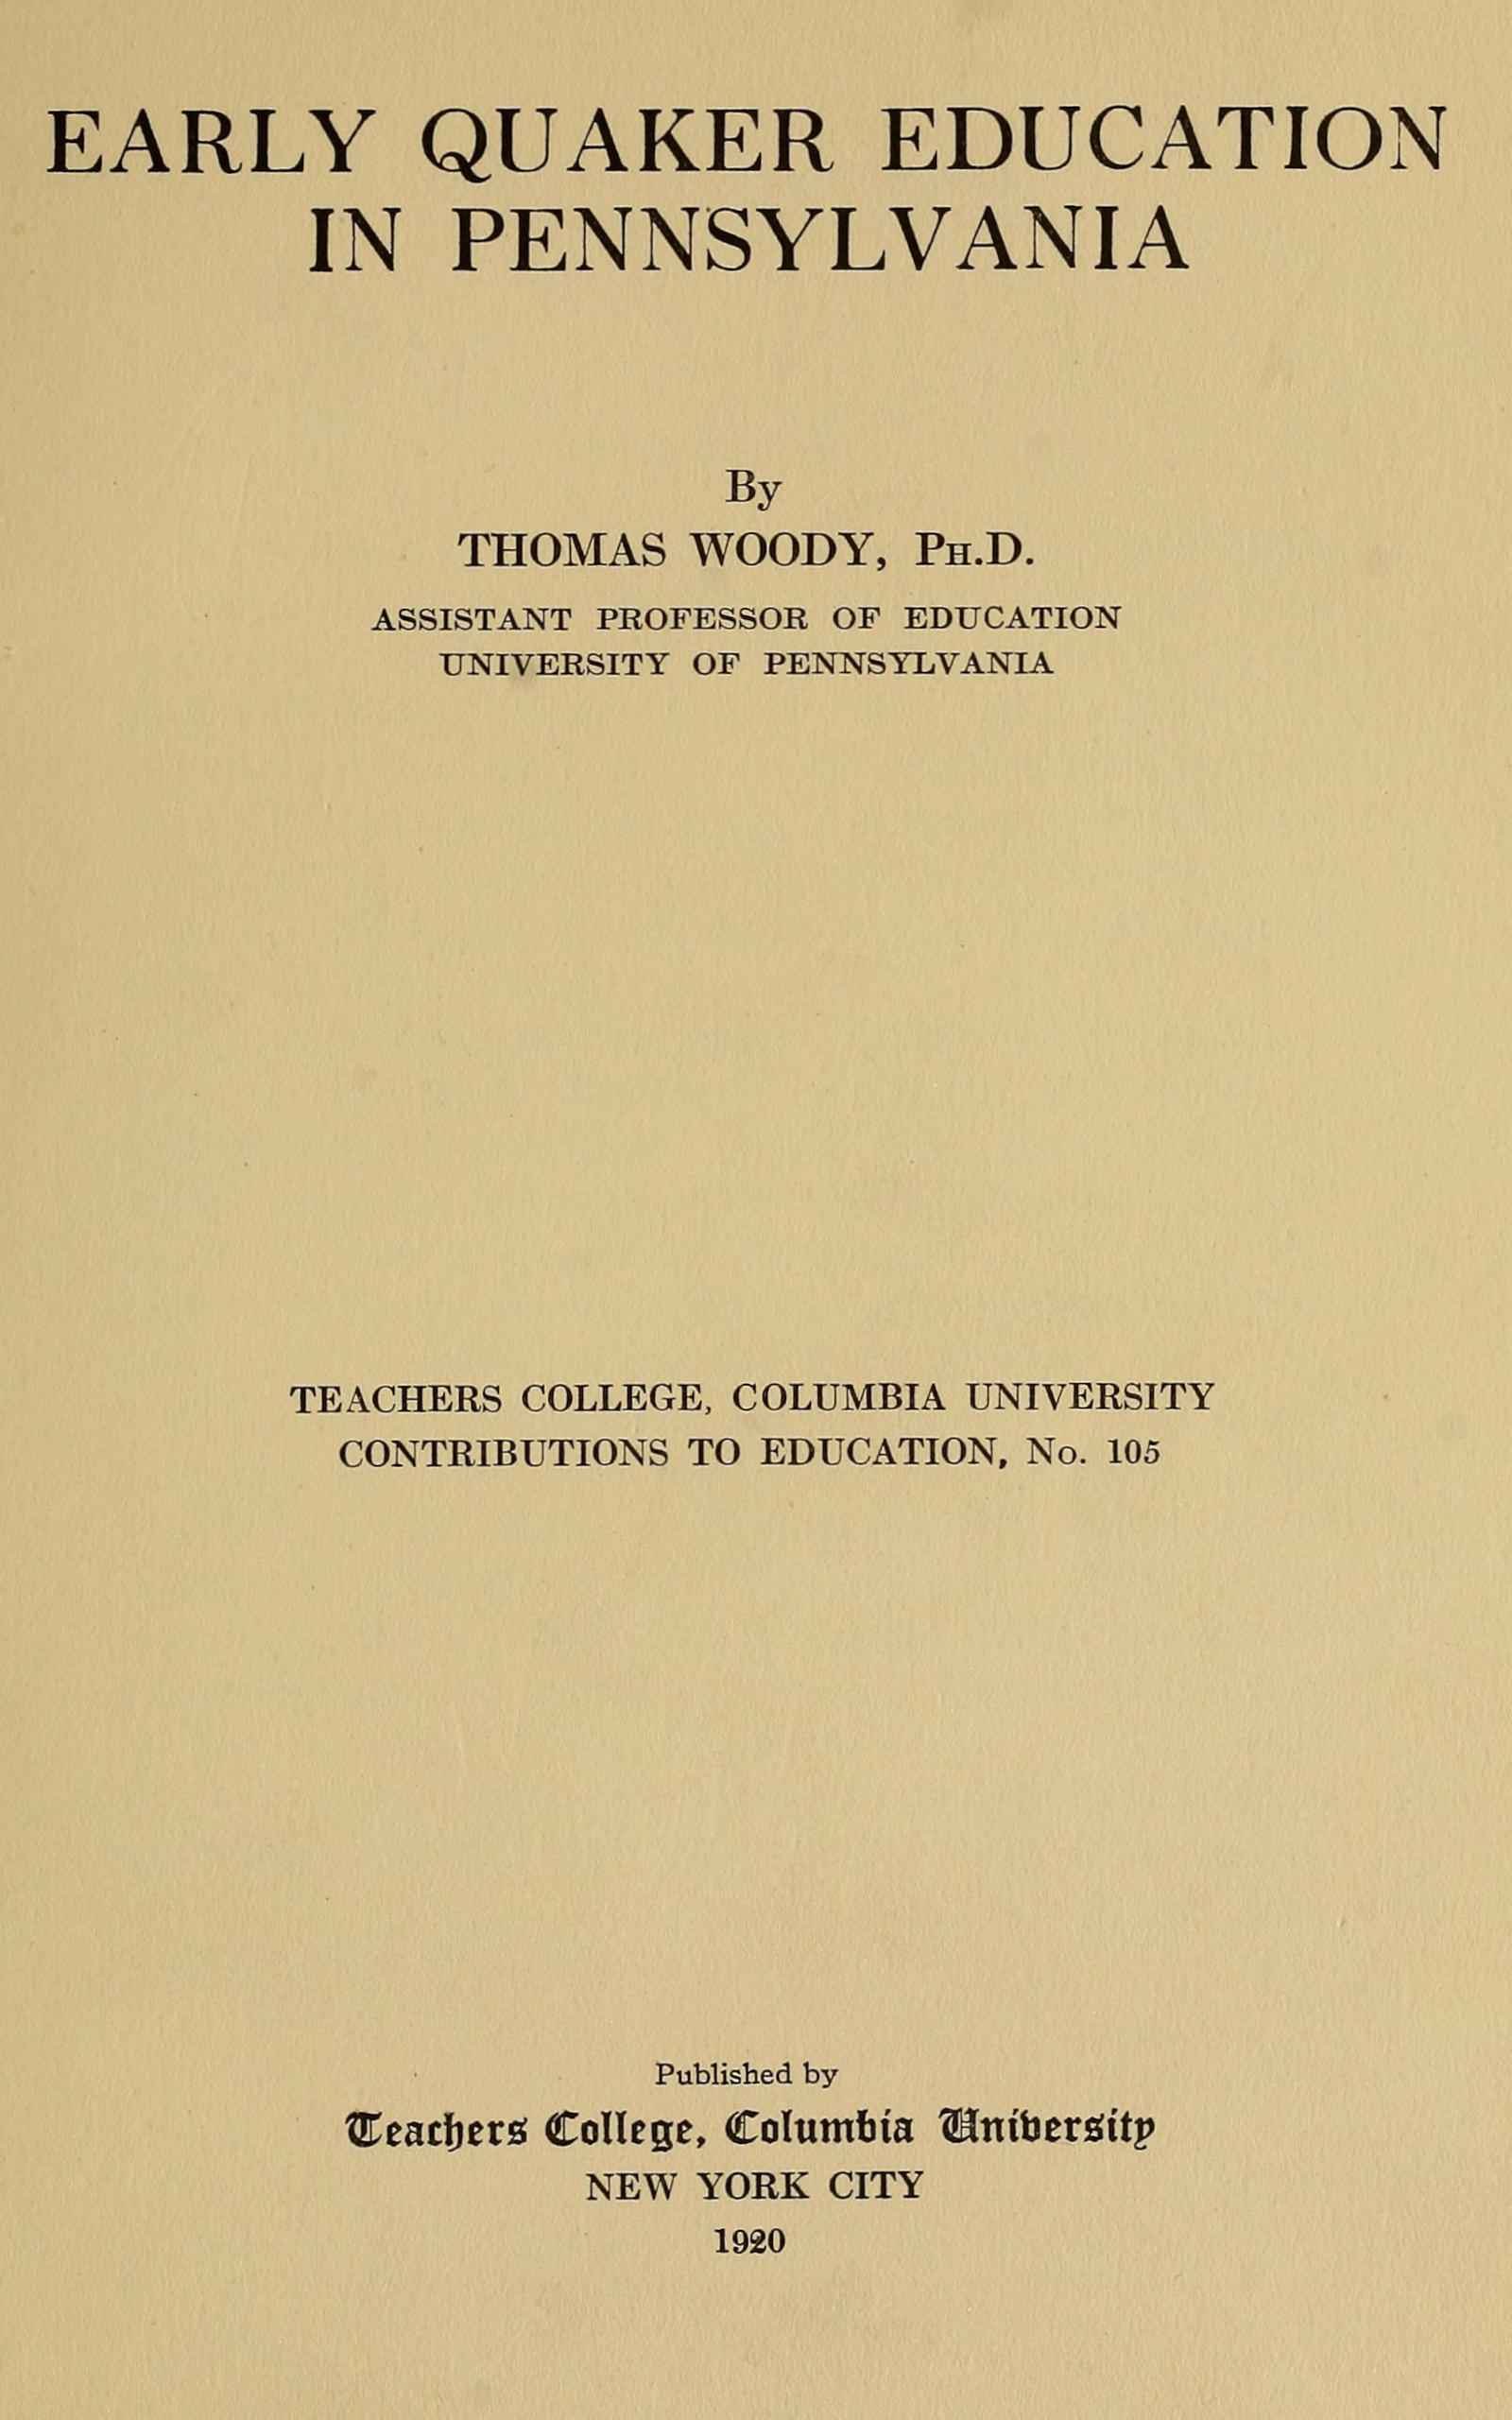 EARLY QUAKER EDUCATION
IN PENNSYLVANIA
By
THOMAS WOODY, PH.D.
ASSISTANT PROFESSOR OF EDUCATION
UNIVERSITY OF PENNSYLVANIA
TEACHERS COLLEGE, COLUMBIA UNIVERSITY
CONTRIBUTIONS TO EDUCATION, No. 105
Published by
Teachers College, Columbia University
NEW YORK CITY
1920